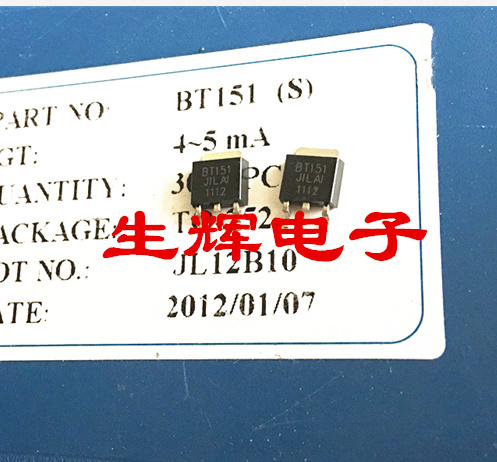 PART NO: BT151 (S)
GT: 4~5 mA
UANTITY: PC
BT151
JILAI
1112
BT151
JILAI
1112
ACKAGE:
生辉电子
OT NO.: JL12B10
ATE: 2012/01/07